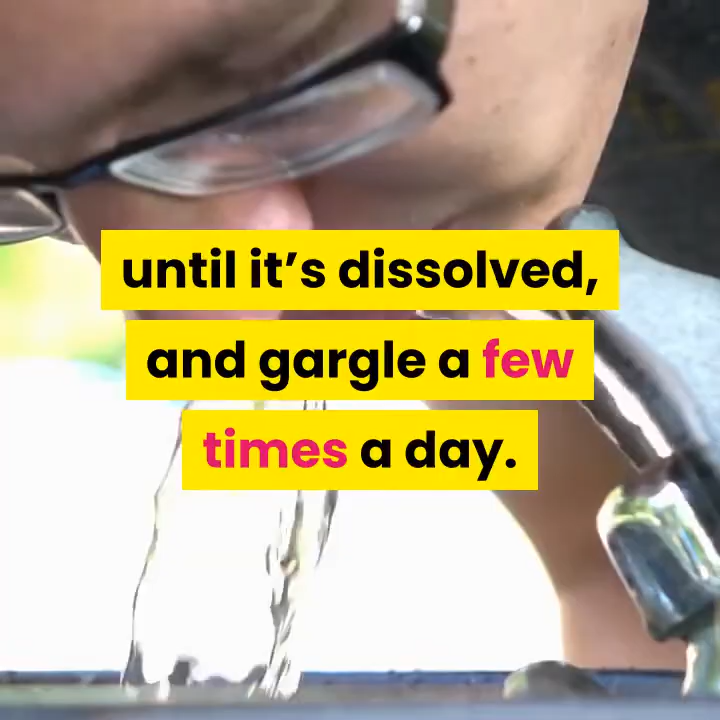 until it’s dissolved,
and gargle a few
times a day.